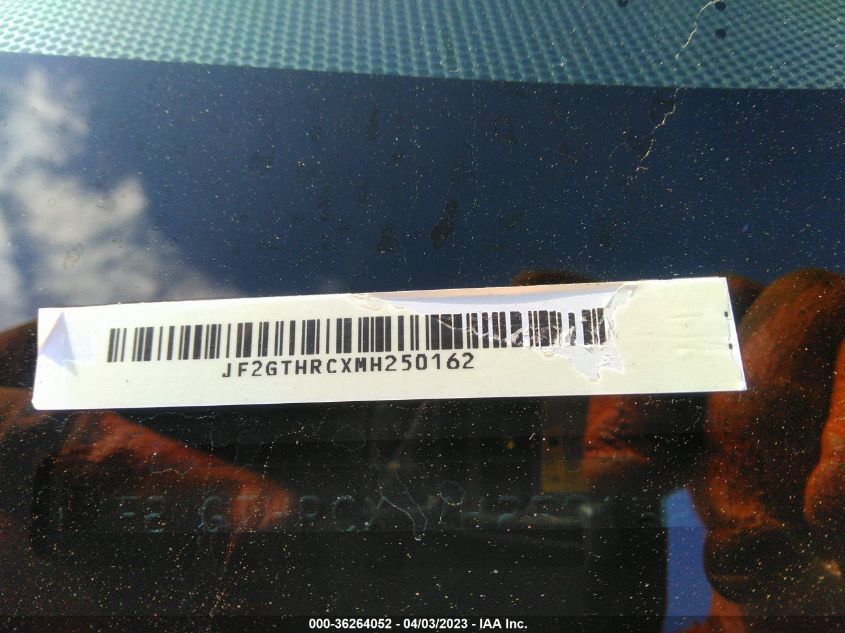 JF2GTHRCXMH250162
000-36264052 - 04/03/2023 - IAA Inc.